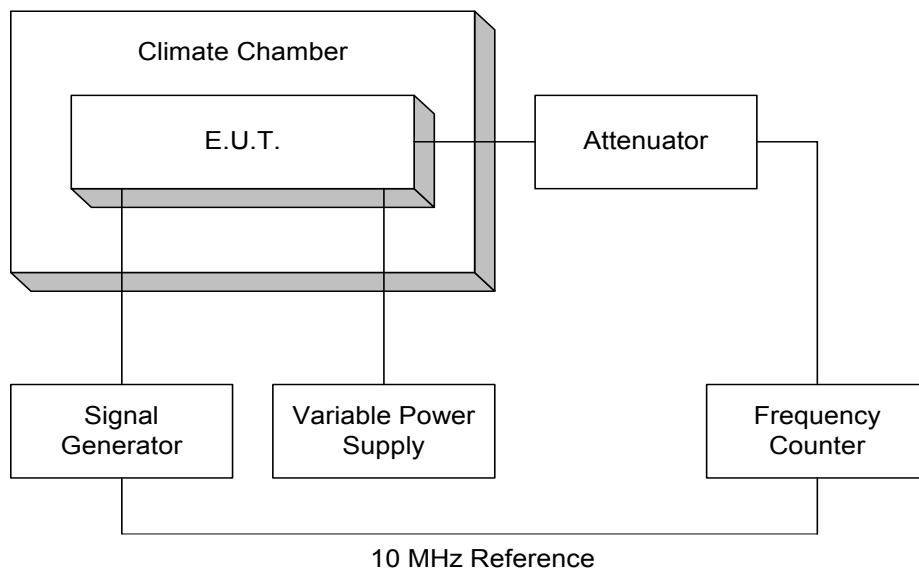 Climate Chamber
E.U.T.
Attenuator
Signal
Generator
Variable Power
Supply
Frequency
Counter
10 MHz Reference